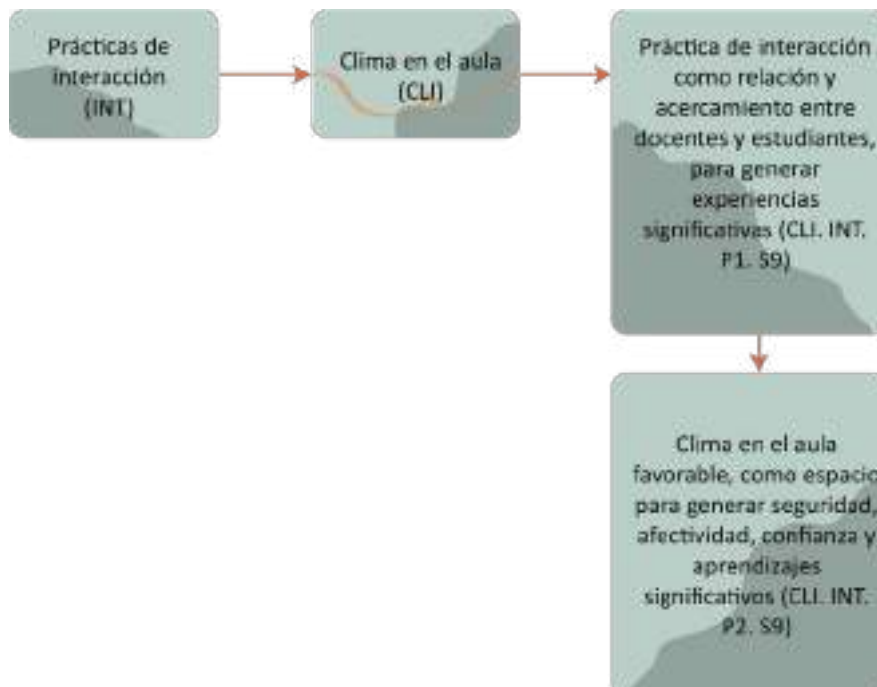 Prácticas de
interacción
(INT)
Clima en el aula
(CLI)
Práctica de interacción
como relación y
acercamiento entre
docentes y estudiantes,
para generar
experiencias
significativas (CLI. INT.
P1. S9)
Clima en el aula
favorable, como espacio
para generar seguridad,
afectividad, confianza y
aprendizajes
significativos (CLI. INT.
P2. S9)